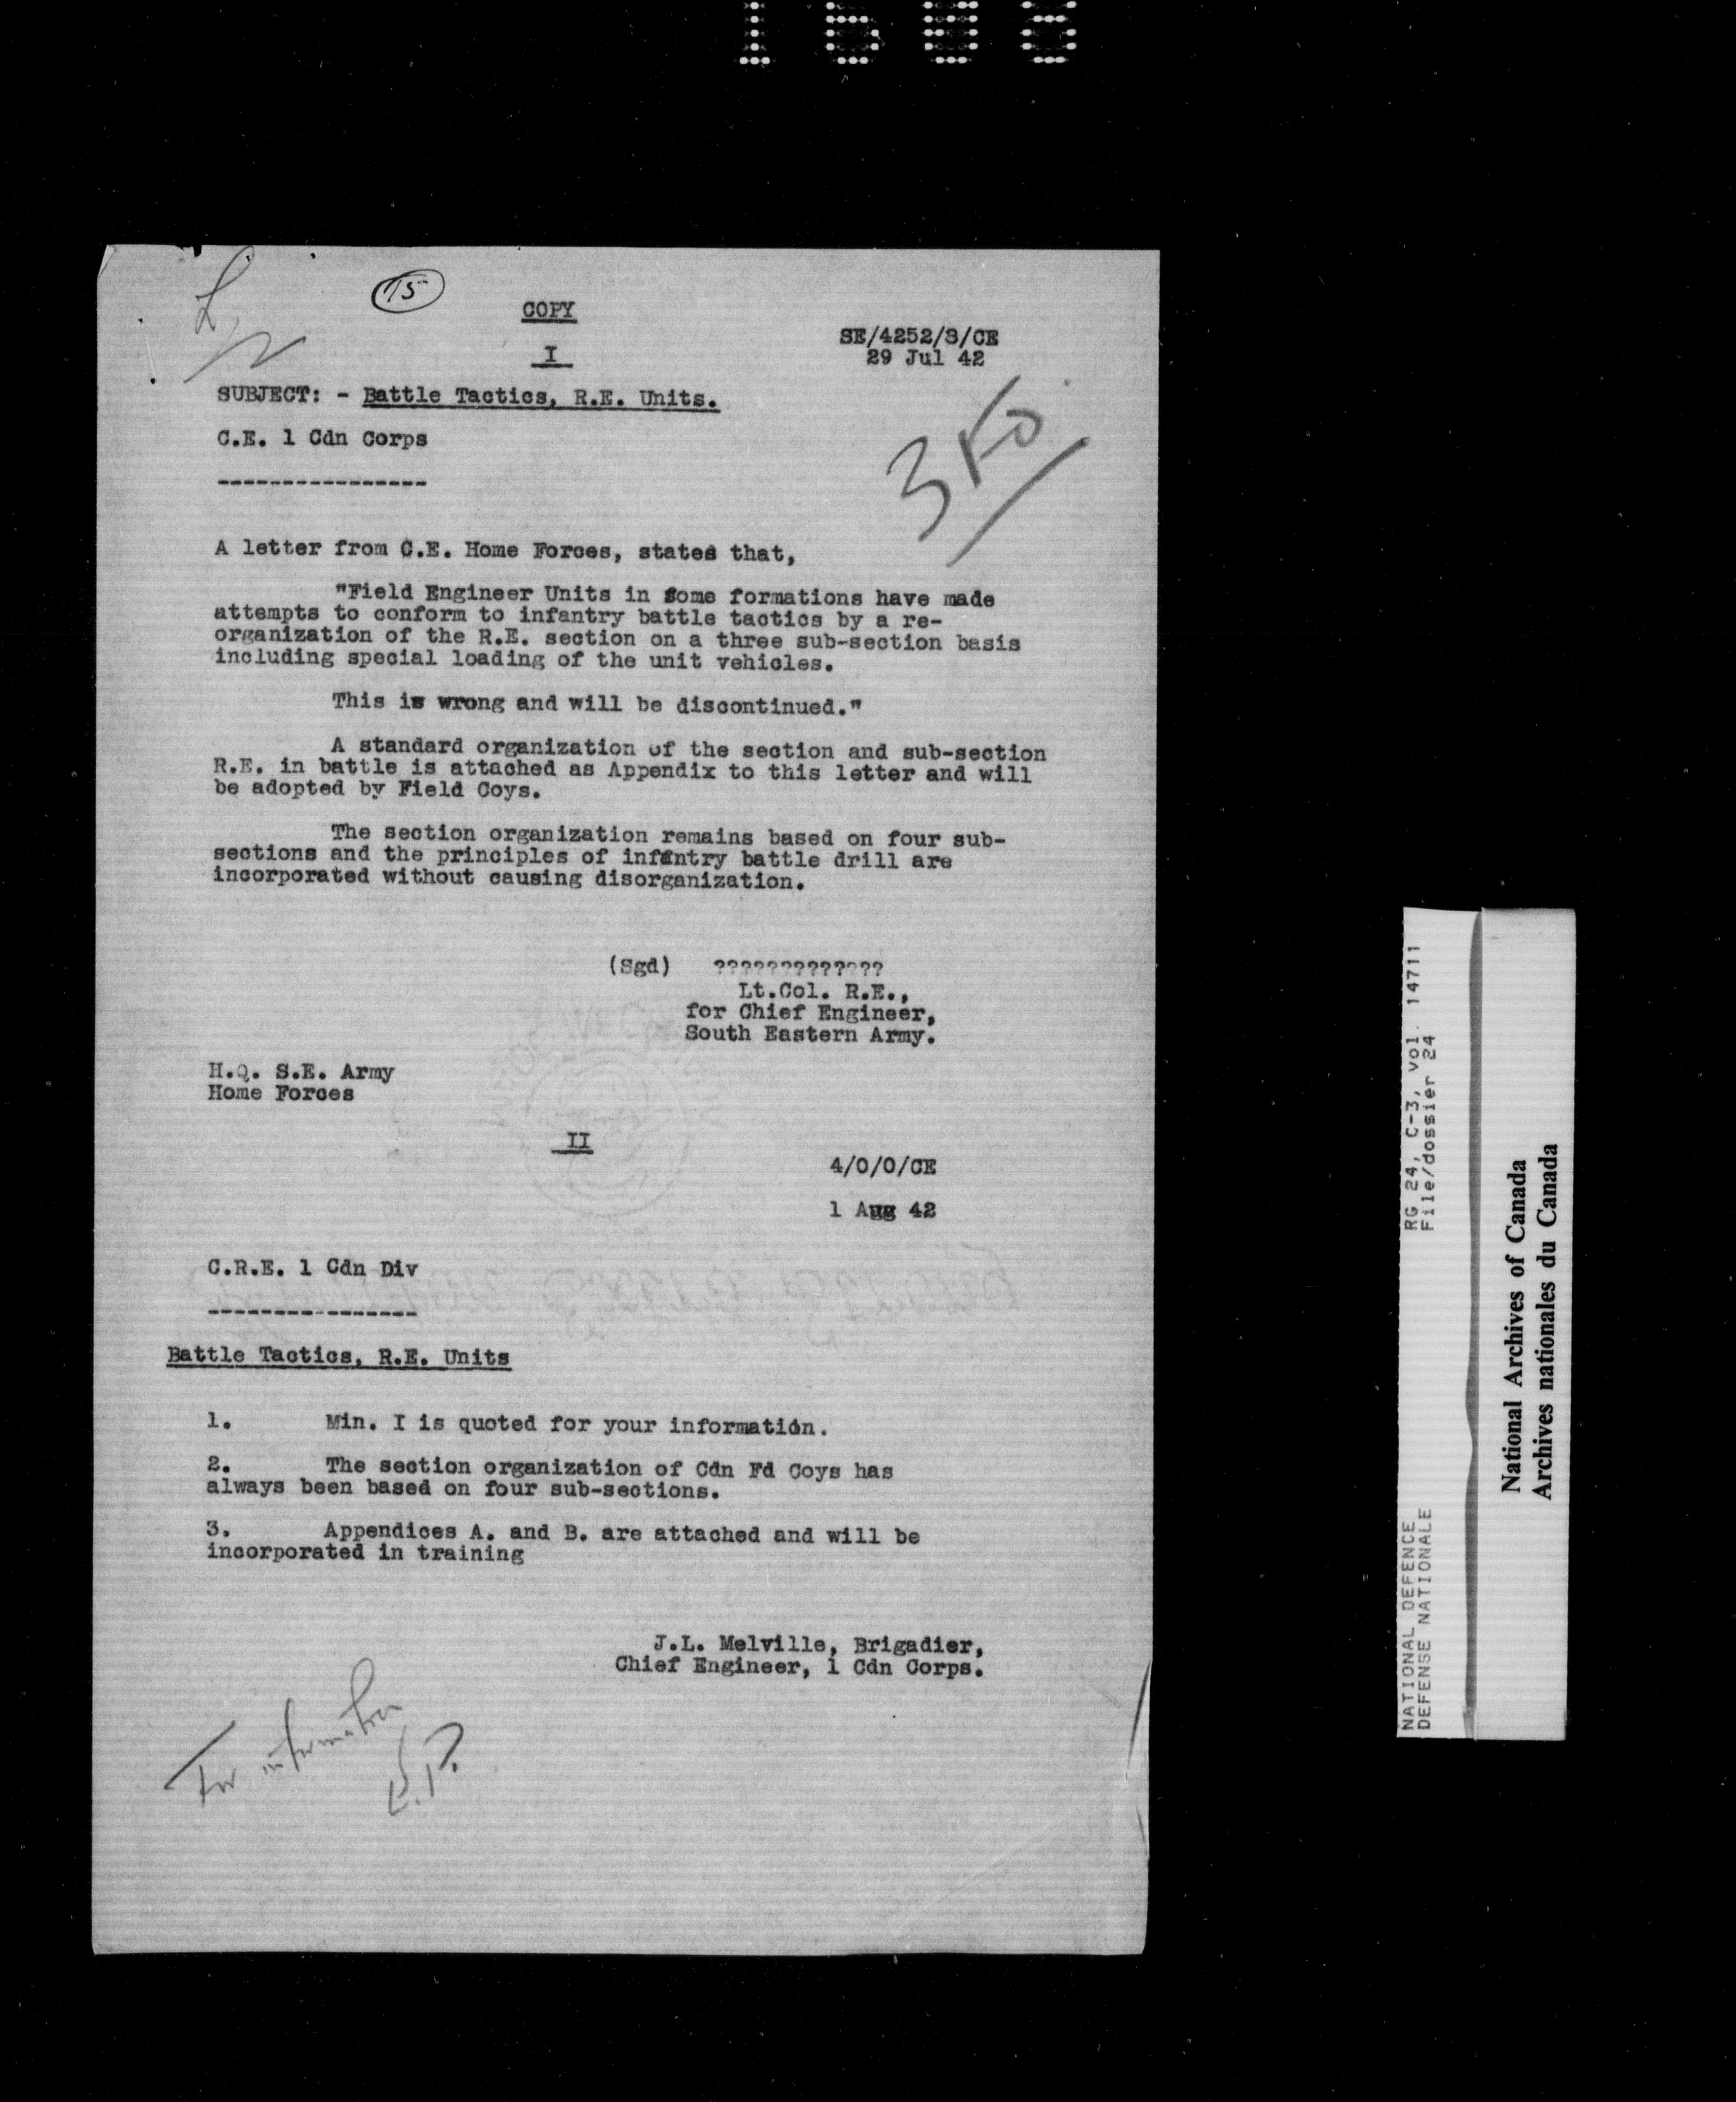 15
COPY
I
SE/4252/3/CE
29 Jul 42
SUBJECT: - Battle Tactics, R.E. Units.
C.E. 1 Cdn Corps
----------------
A letter from C.E. Home Forces, states that,
"Field Engineer Units in some formations have made
attempts to conform to infantry battle tactics by a re-
organization of the R.E. section on a three sub-section basis
including special loading of the unit vehicles.
This is wrong and will be discontinued."
A standard organization of the section and sub-section
R.E. in battle is attached as Appendix to this letter and will
be adopted by Field Coys.
The section organization remains based on four sub-
sections and the principles of infantry battle drill are
incorporated without causing disorganization.
(Sgd) ?????????????
Lt.Col. R.E.,
for Chief Engineer,
South Eastern Army.
H.Q. S.E. Army
Home Forces
II
4/0/0/CE
1 Aug 42
C.R.E. 1 Cdn Div
----------------
Battle Tactics, R.E. Units
1. Min. I is quoted for your information.
2. The section organization of Cdn Fd Coys has
always been based on four sub-sections.
3. Appendices A. and B. are attached and will be
incorporated in training
J.L. Melville, Brigadier,
Chief Engineer, 1 Cdn Corps.
For information
NATIONAL DEFENCE RG 24, C-3, vol. 14711
DEFENSE NATIONALE File/dossier 24
National Archives of Canada
Archives nationales du Canada